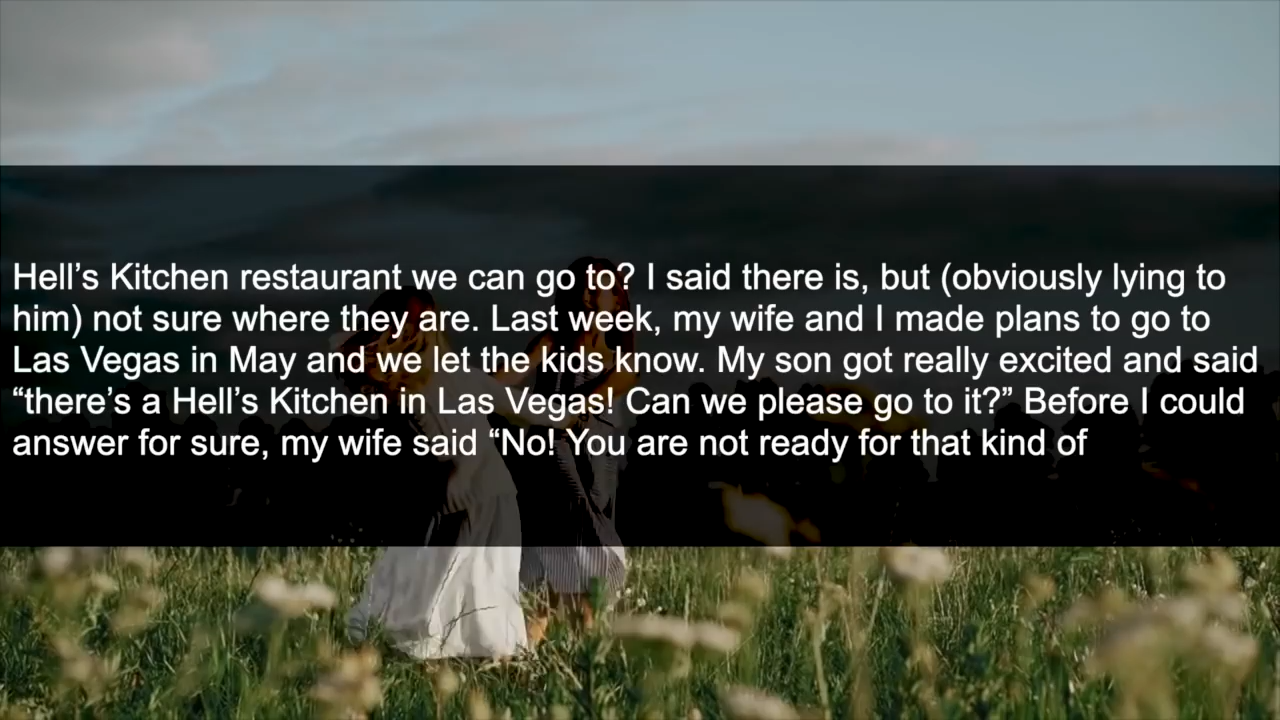 Hell’s Kitchen restaurant we can go to? I said there is, but (obviously lying to
him) not sure where they are. Last week, my wife and I made plans to go to
Las Vegas in May and we let the kids know. My son got really excited and said
“there’s a Hell’s Kitchen in Las Vegas! Can we please go to it?” Before I could
answer for sure, my wife said “No! You are not ready for that kind of